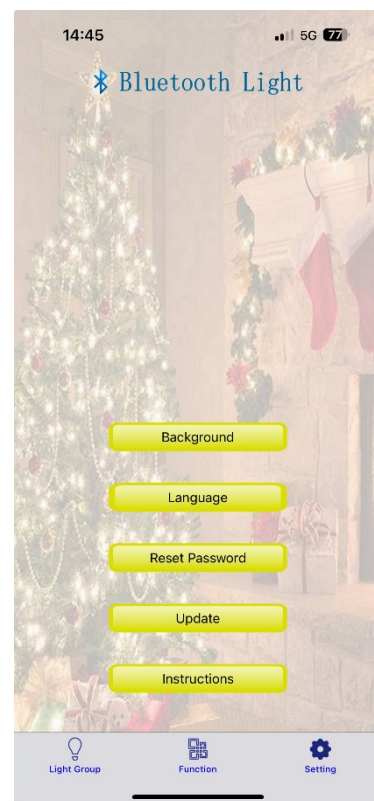 14:45 5G 77
Bluetooth Light
Background
Language
Reset Password
Update
Instructions
Light Group Function Setting